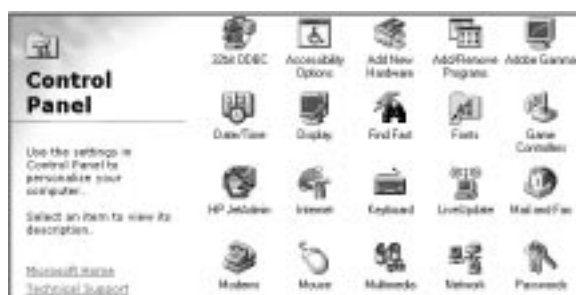 Control
Panel
Use the settings in
Control Panel to
personalize your
computer.
Select an item to view its
description.
Microsoft Home
Technical Support
32bit ODBC
Accessibility
Options
Add New
Hardware
Add/Remove
Programs
Adobe Gamma
Date/Time
Display
Find Fast
Fonts
Game
Controllers
HP JetAdmin
Internet
Keyboard
LiveUpdate
Mail and Fax
Modems
Mouse
Multimedia
Network
Passwords